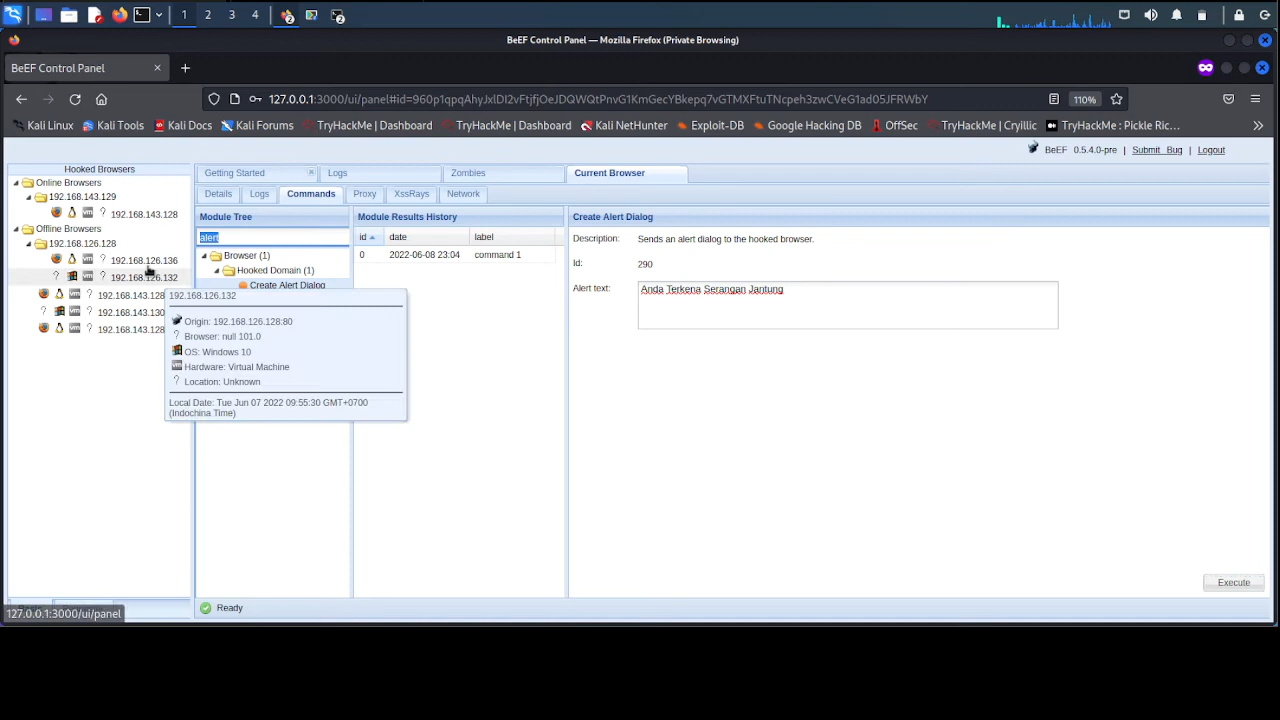 1 2 3 4 2 2
BeEF Control Panel — Mozilla Firefox (Private Browsing)
BeEF Control Panel
127.0.0.1:3000/ui/panel#id=960p1qpqAhyJxlDI2vFtjfjOeJDQWQtPnvG1KmGecYBkepq7vGTMXFtuTNcpeh3zwCVeG1ad05JFRWbY 110%
Kali Linux Kali Tools Kali Docs Kali Forums TryHackMe | Dashboard TryHackMe | Dashboard Kali NetHunter Exploit-DB Google Hacking DB OffSec TryHackMe | Cryillic TryHackMe : Pickle Ric…
BeEF 0.5.4.0-pre | Submit Bug | Logout
Hooked Browsers
Online Browsers
192.168.143.129
192.168.143.128
Offline Browsers
192.168.126.128
192.168.126.136
192.168.126.132
192.168.143.128
192.168.143.130
192.168.143.128
Getting Started Logs Zombies Current Browser
Details Logs Commands Proxy XssRays Network
Module Tree
alert
Browser (1)
Hooked Domain (1)
Create Alert Dialog
192.168.126.132
Origin: 192.168.126.128:80
Browser: null 101.0
OS: Windows 10
Hardware: Virtual Machine
Location: Unknown
Local Date: Tue Jun 07 2022 09:55:30 GMT+0700
(Indochina Time)
Module Results History
id date label
0 2022-06-08 23:04 command 1
Create Alert Dialog
Description: Sends an alert dialog to the hooked browser.
Id: 290
Alert text: Anda Terkena Serangan Jantung
Execute
Ready
127.0.0.1:3000/ui/panel